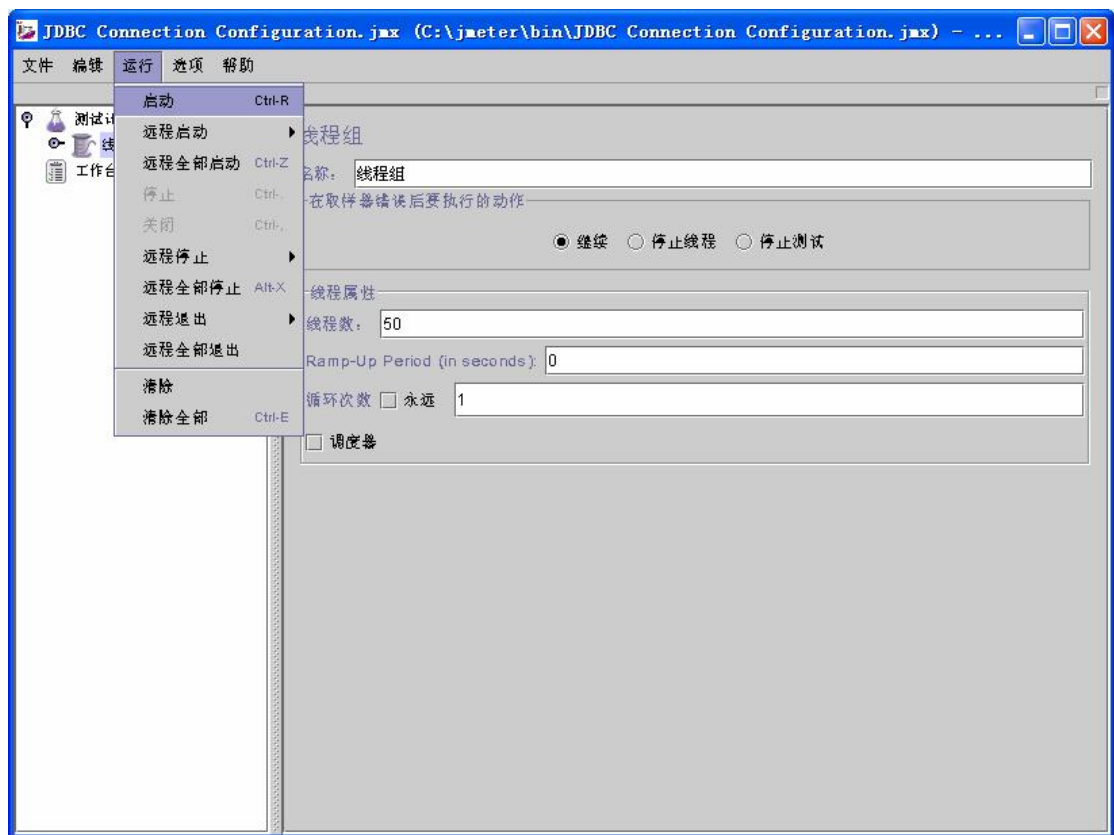 JDBC Connection Configuration.jmx (C:\jmeter\bin\JDBC Connection Configuration.jmx) - ...
文件 编辑 运行 选项 帮助
启动 Ctrl-R
远程启动
远程全部启动 Ctrl-Z
停止 Ctrl-.
关闭 Ctrl-,
远程停止
远程全部停止 Alt-X
远程退出
远程全部退出
清除
清除全部 Ctrl-E
测试
线
工作台
线程组
名称： 线程组
在取样器错误后要执行的动作
继续 停止线程 停止测试
线程属性
线程数： 50
Ramp-Up Period (in seconds): 0
循环次数 永远 1
调度器